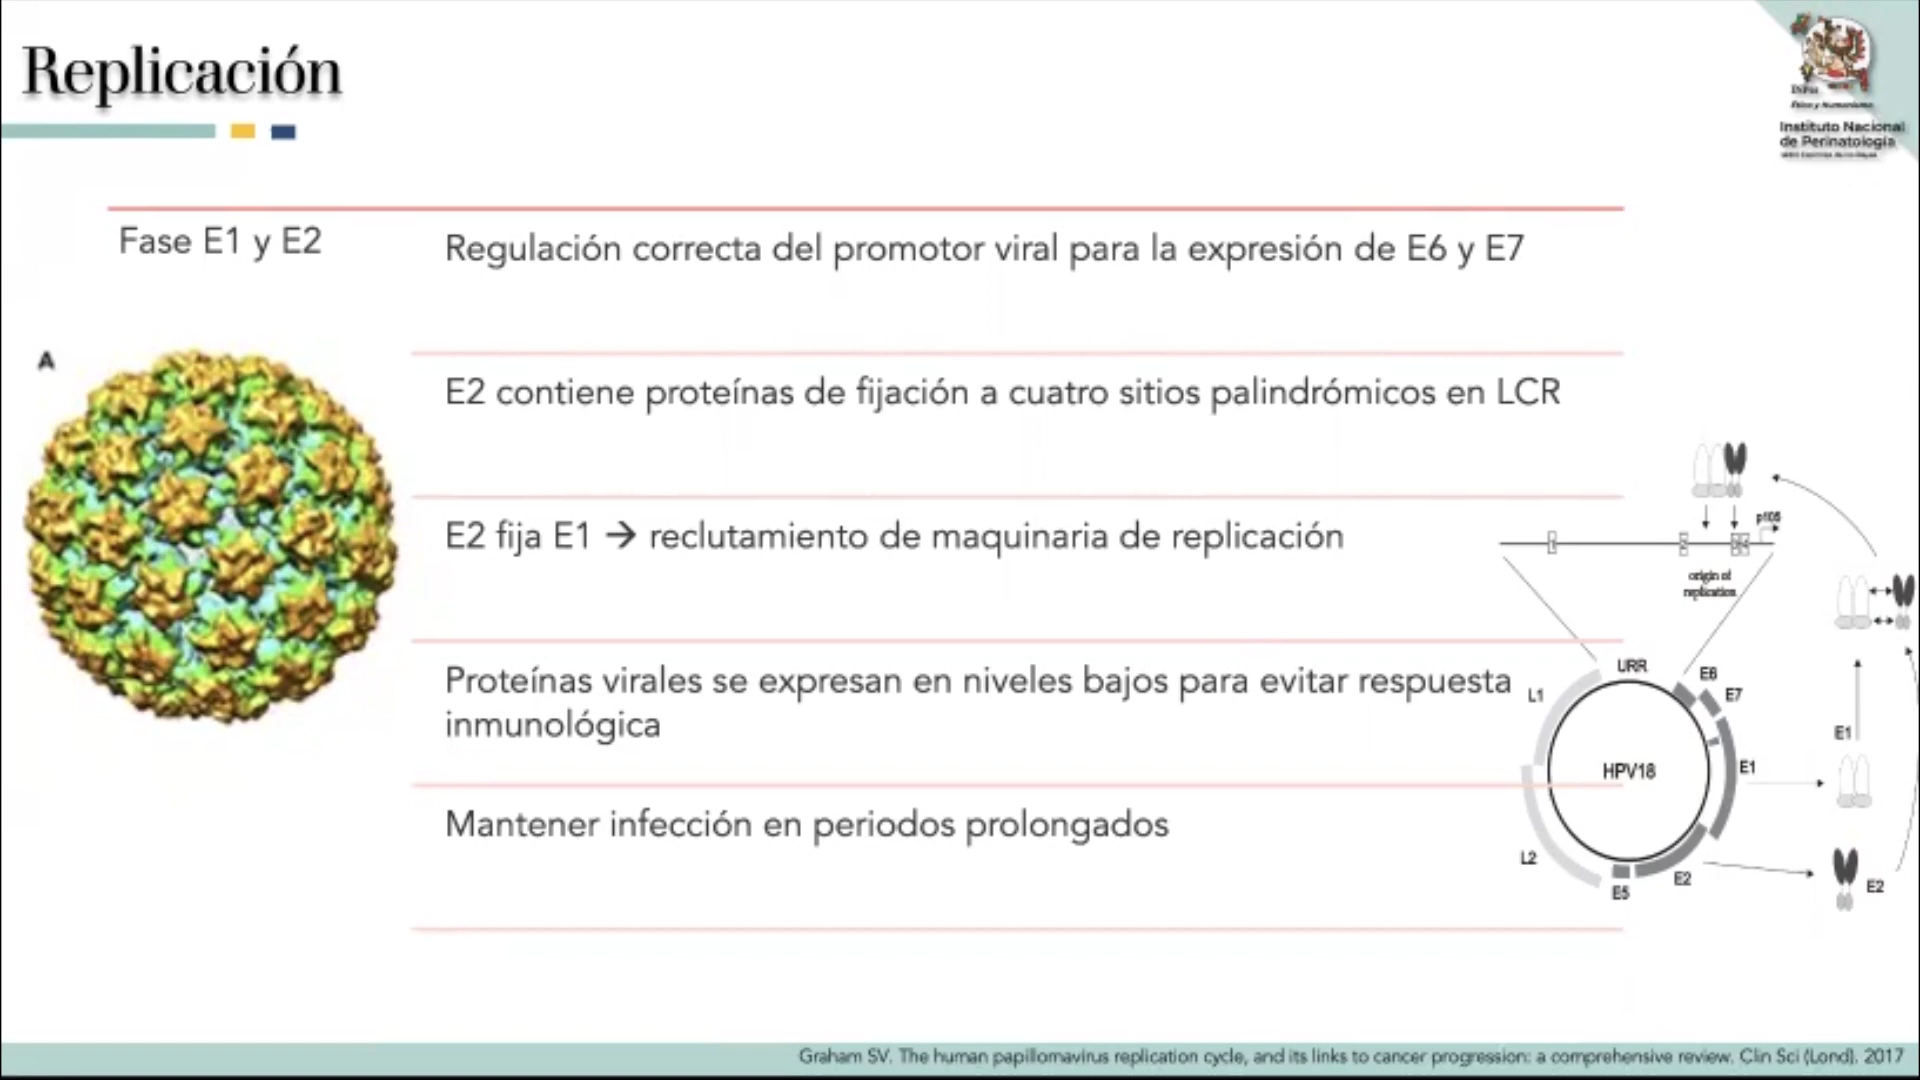 Replicación
Ética y Humanismo
Instituto Nacional
de Perinatología
Fase E1 y E2
Regulación correcta del promotor viral para la expresión de E6 y E7
A
E2 contiene proteínas de fijación a cuatro sitios palindrómicos en LCR
E2 fija E1 → reclutamiento de maquinaria de replicación
Proteínas virales se expresan en niveles bajos para evitar respuesta
inmunológica
Mantener infección en periodos prolongados
p105
origin of
replication
URR
E6
E7
L1
E1
E1
HPV18
L2
E5
E2
E2
Graham SV. The human papillomavirus replication cycle, and its links to cancer progression: a comprehensive review. Clin Sci (Lond). 2017